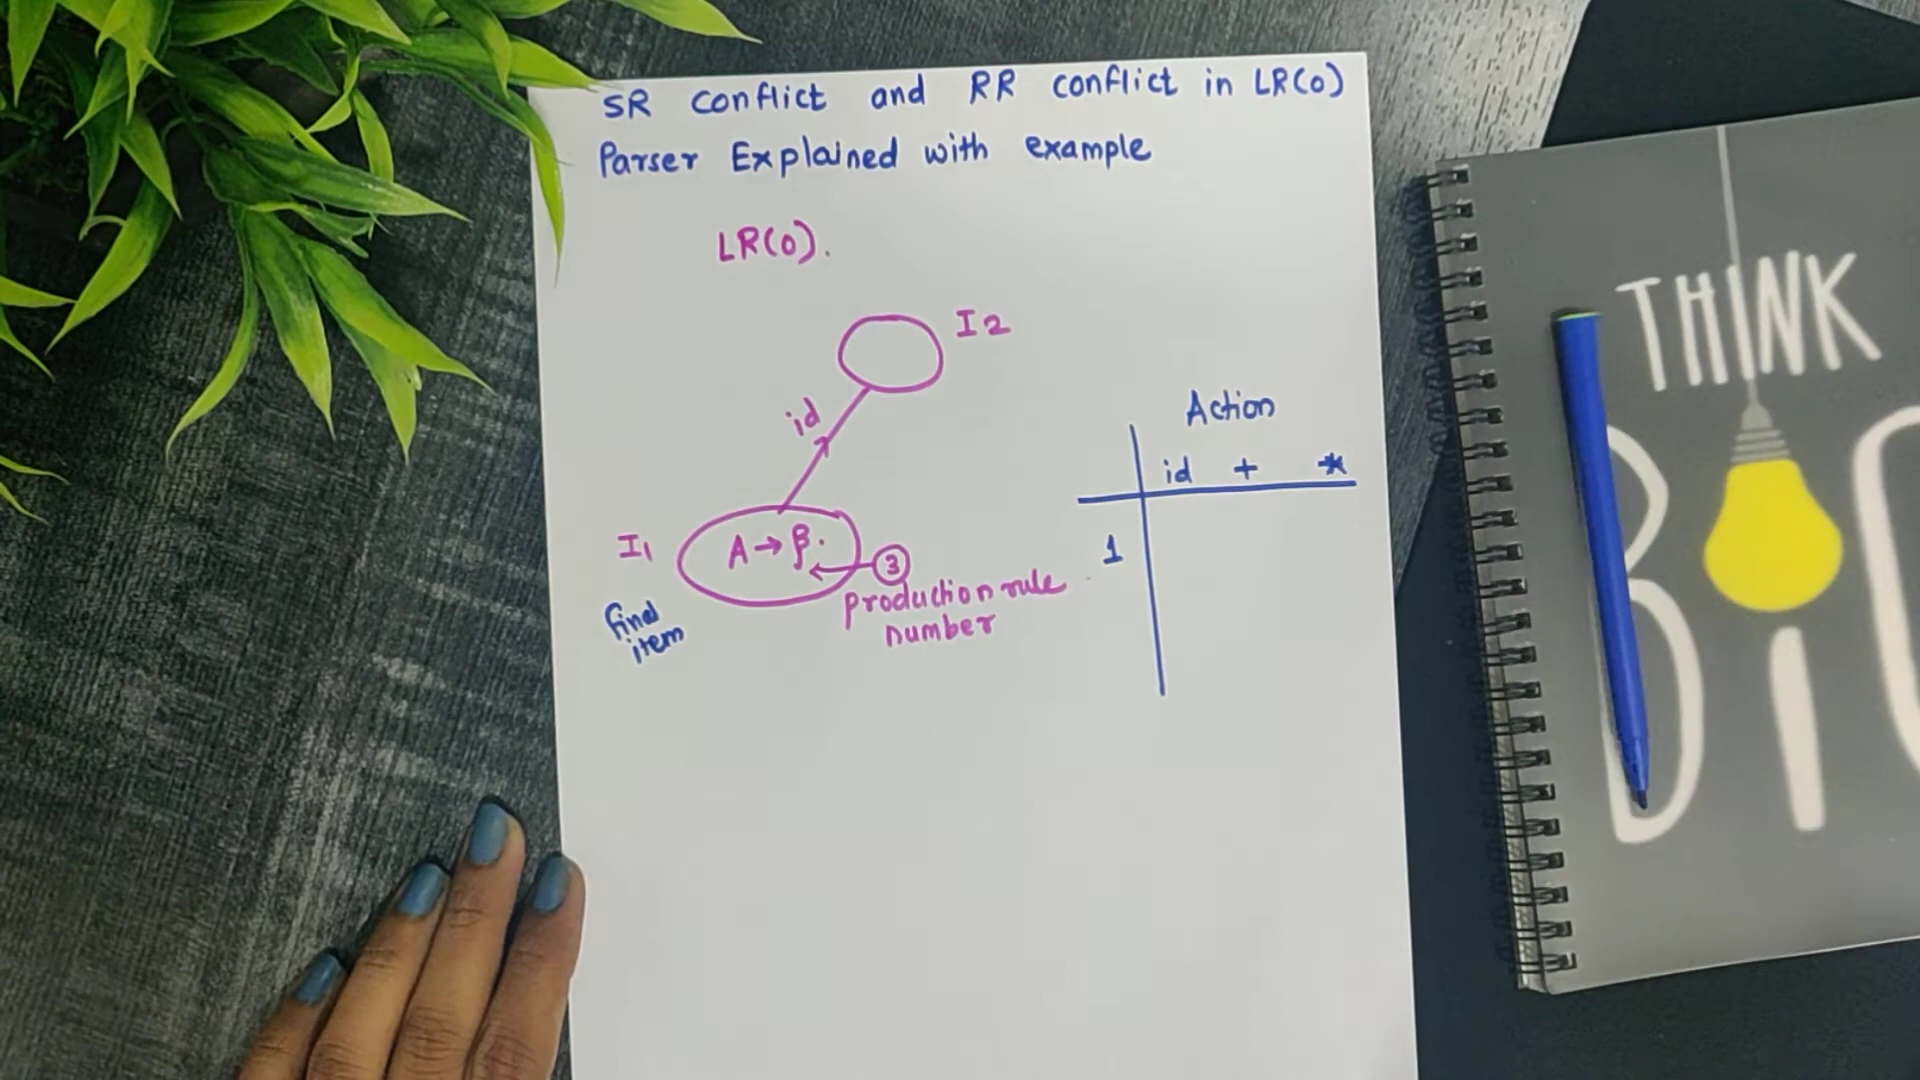 SR conflict and RR conflict in LR(0)
Parser Explained with example
LR(0).
I2
id
Action
id + *
I1
A → β.
3
production rule
number
1
final
item
THINK
BIG